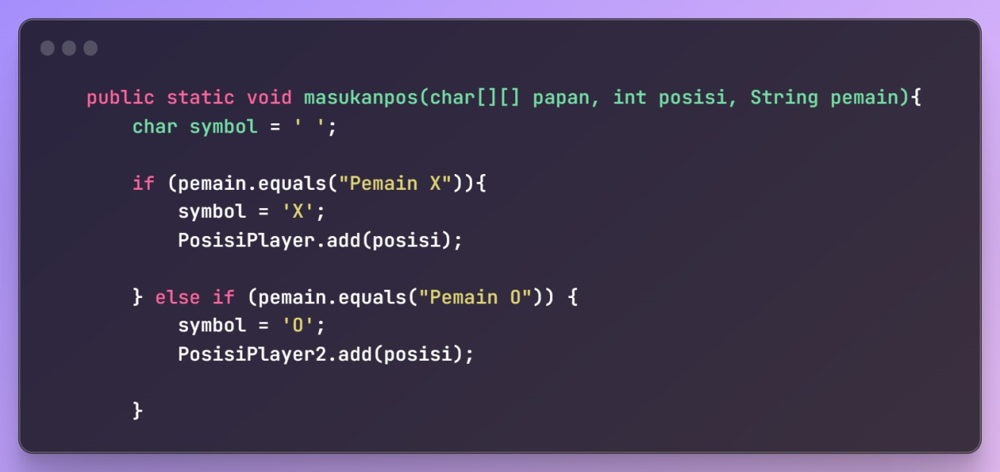 public static void masukanpos(char[][] papan, int posisi, String pemain){
char symbol = ' ';
if (pemain.equals("Pemain X")){
symbol = 'X';
PosisiPlayer.add(posisi);
} else if (pemain.equals("Pemain O")) {
symbol = 'O';
PosisiPlayer2.add(posisi);
}